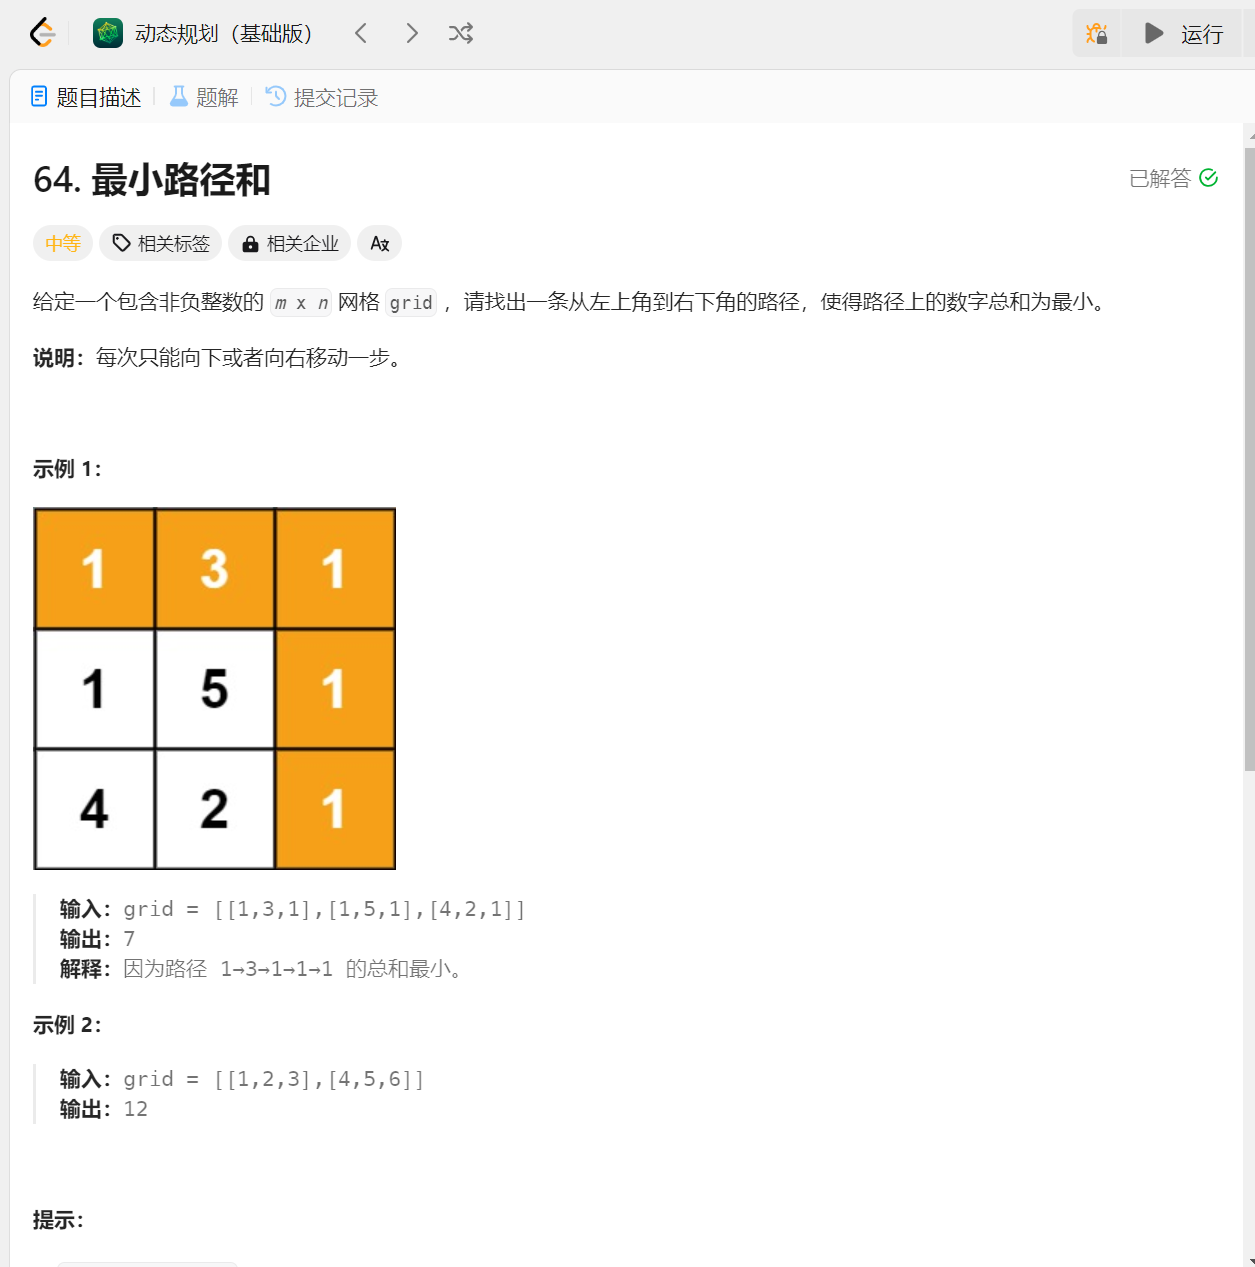 动态规划（基础版）
运行
题目描述 题解 提交记录
64. 最小路径和
已解答
中等 相关标签 相关企业
给定一个包含非负整数的 m x n 网格 grid ，请找出一条从左上角到右下角的路径，使得路径上的数字总和为最小。
说明：每次只能向下或者向右移动一步。
示例 1：
1 3 1
1 5 1
4 2 1
输入：grid = [[1,3,1],[1,5,1],[4,2,1]]
输出：7
解释：因为路径 1→3→1→1→1 的总和最小。
示例 2：
输入：grid = [[1,2,3],[4,5,6]]
输出：12
提示：